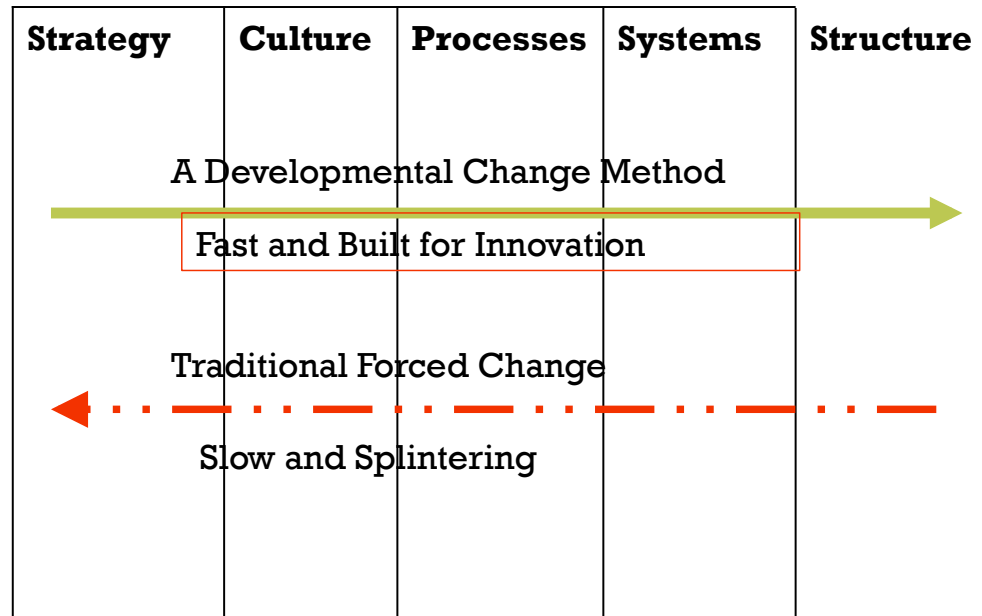 Strategy Culture Processes Systems Structure
A Developmental Change Method
Fast and Built for Innovation
Traditional Forced Change
Slow and Splintering